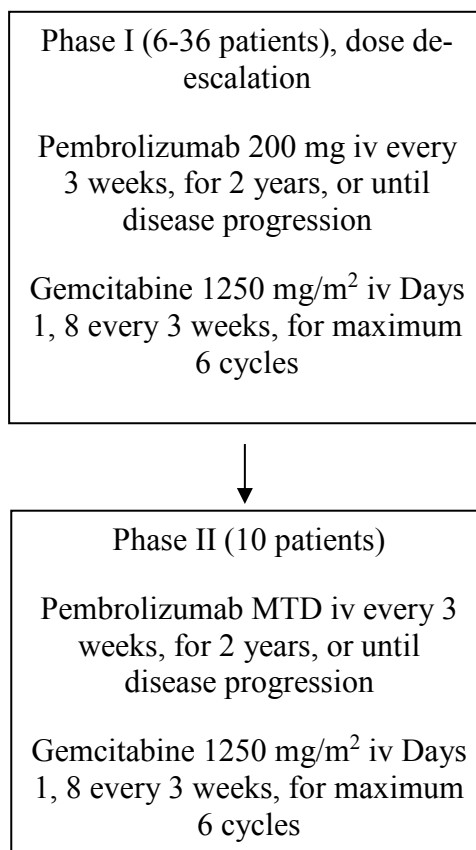 Phase I (6-36 patients), dose de-
escalation
Pembrolizumab 200 mg iv every
3 weeks, for 2 years, or until
disease progression
Gemcitabine 1250 mg/m² iv Days
1, 8 every 3 weeks, for maximum
6 cycles
Phase II (10 patients)
Pembrolizumab MTD iv every 3
weeks, for 2 years, or until
disease progression
Gemcitabine 1250 mg/m² iv Days
1, 8 every 3 weeks, for maximum
6 cycles